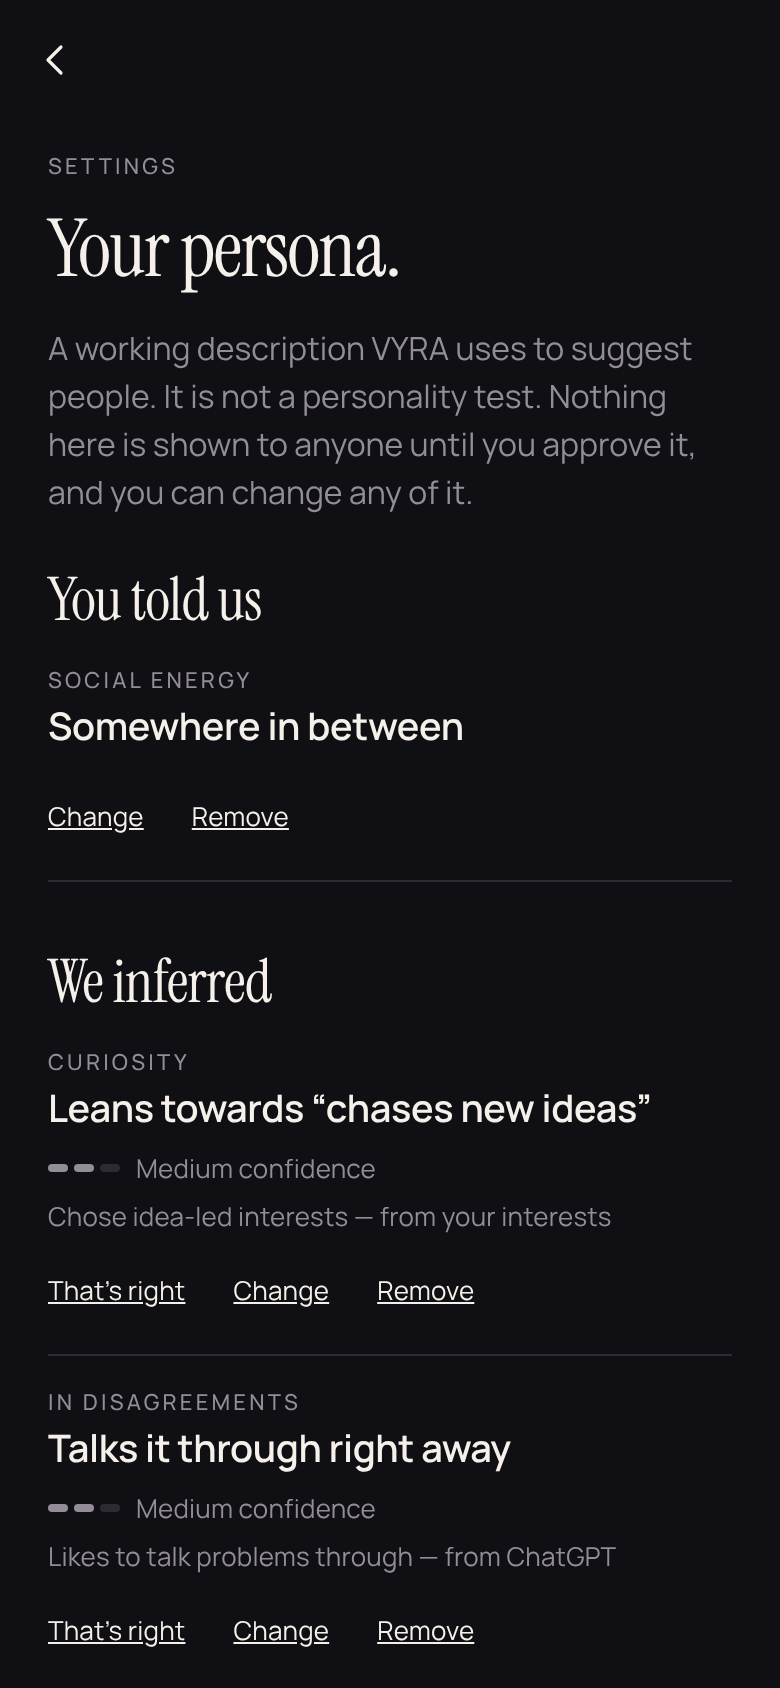 SETTINGS
Your persona.
A working description VYRA uses to suggest
people. It is not a personality test. Nothing
here is shown to anyone until you approve it,
and you can change any of it.
You told us
SOCIAL ENERGY
Somewhere in between
Change Remove
We inferred
CURIOSITY
Leans towards “chases new ideas”
Medium confidence
Chose idea-led interests — from your interests
That’s right Change Remove
IN DISAGREEMENTS
Talks it through right away
Medium confidence
Likes to talk problems through — from ChatGPT
That’s right Change Remove